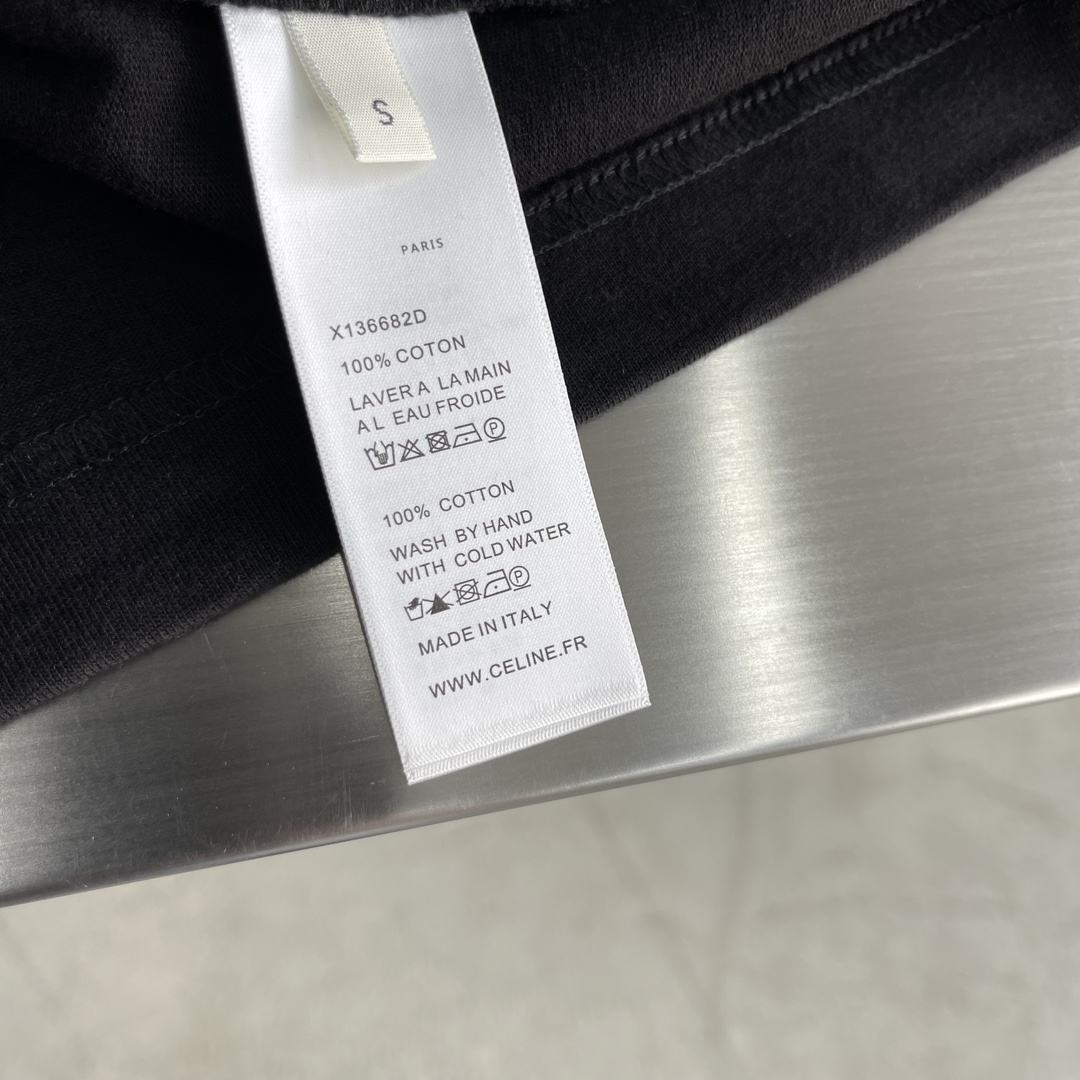 S
PARIS
X136682D
100% COTON
LAVER A LA MAIN
A L EAU FROIDE
P
100% COTTON
WASH BY HAND
WITH COLD WATER
P
MADE IN ITALY
WWW.CELINE.FR